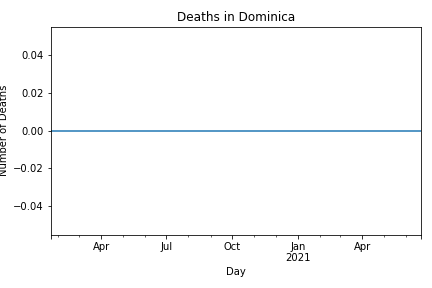 Deaths in Dominica
0.04
0.02
0.00
−0.02
−0.04
Number of Deaths
Apr
Jul
Oct
Jan
2021
Apr
Day